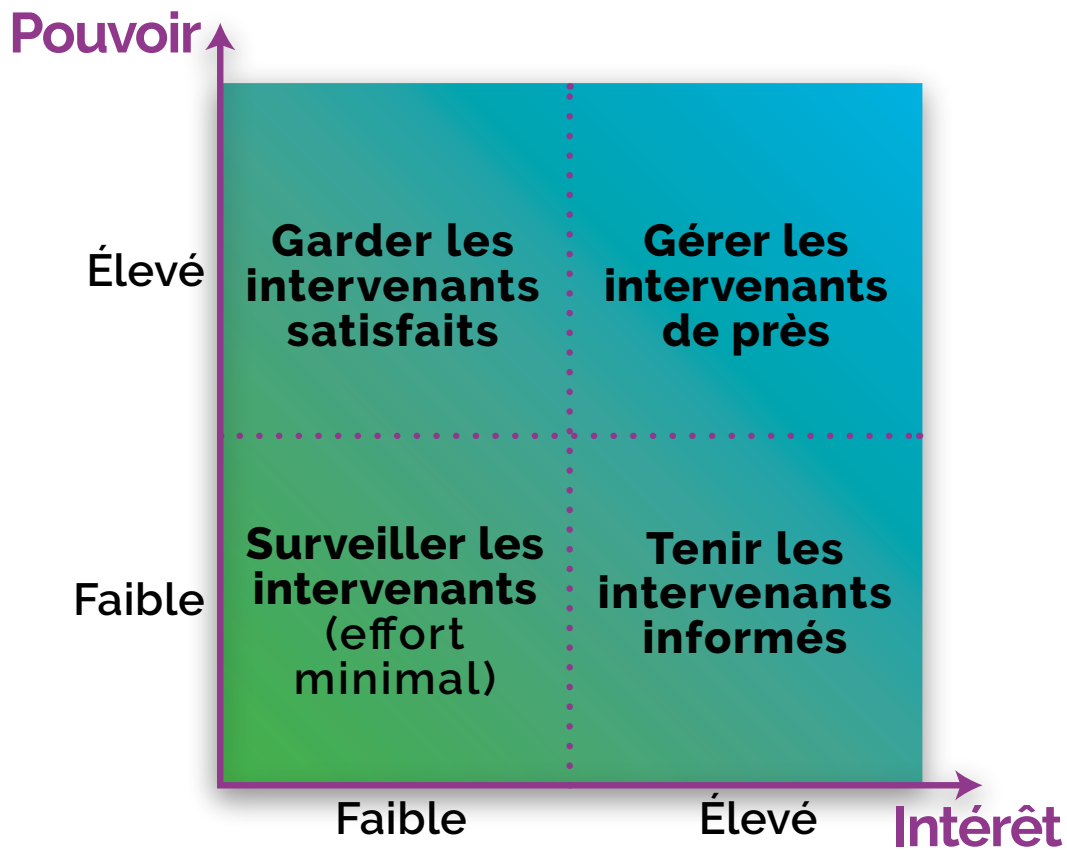 Pouvoir
Élevé
Garder les
intervenants
satisfaits
Gérer les
intervenants
de près
Faible
Surveiller les
intervenants
(effort
minimal)
Tenir les
intervenants
informés
Faible
Élevé
Intérêt